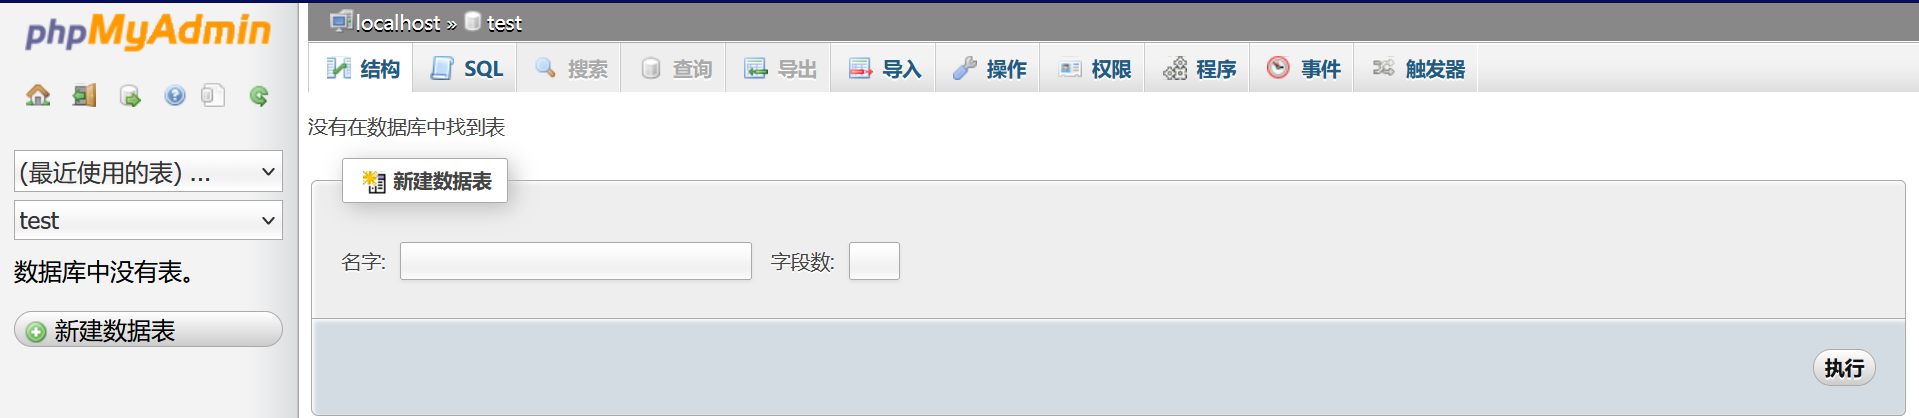 phpMyAdmin
(最近使用的表) ...
test
数据库中没有表。
新建数据表
localhost » test
结构 SQL 搜索 查询 导出 导入 操作 权限 程序 事件 触发器
没有在数据库中找到表
新建数据表
名字: 字段数:
执行